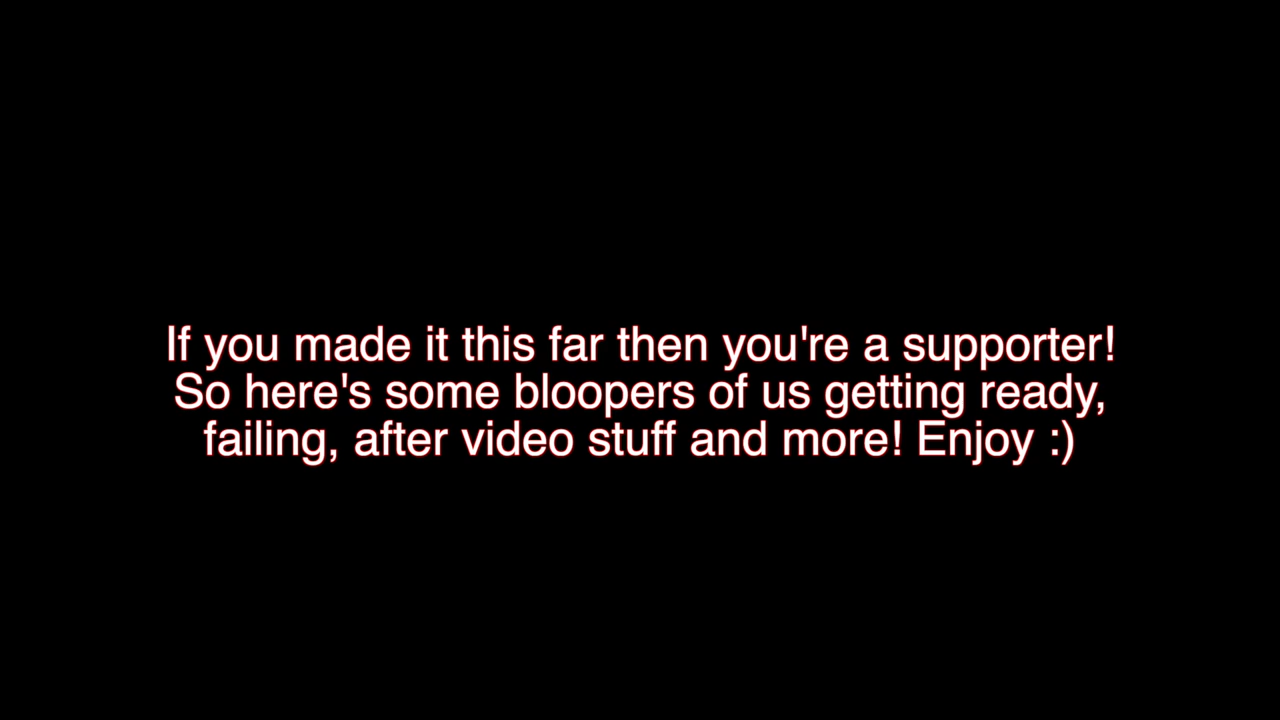 If you made it this far then you're a supporter!
So here's some bloopers of us getting ready,
failing, after video stuff and more! Enjoy :)